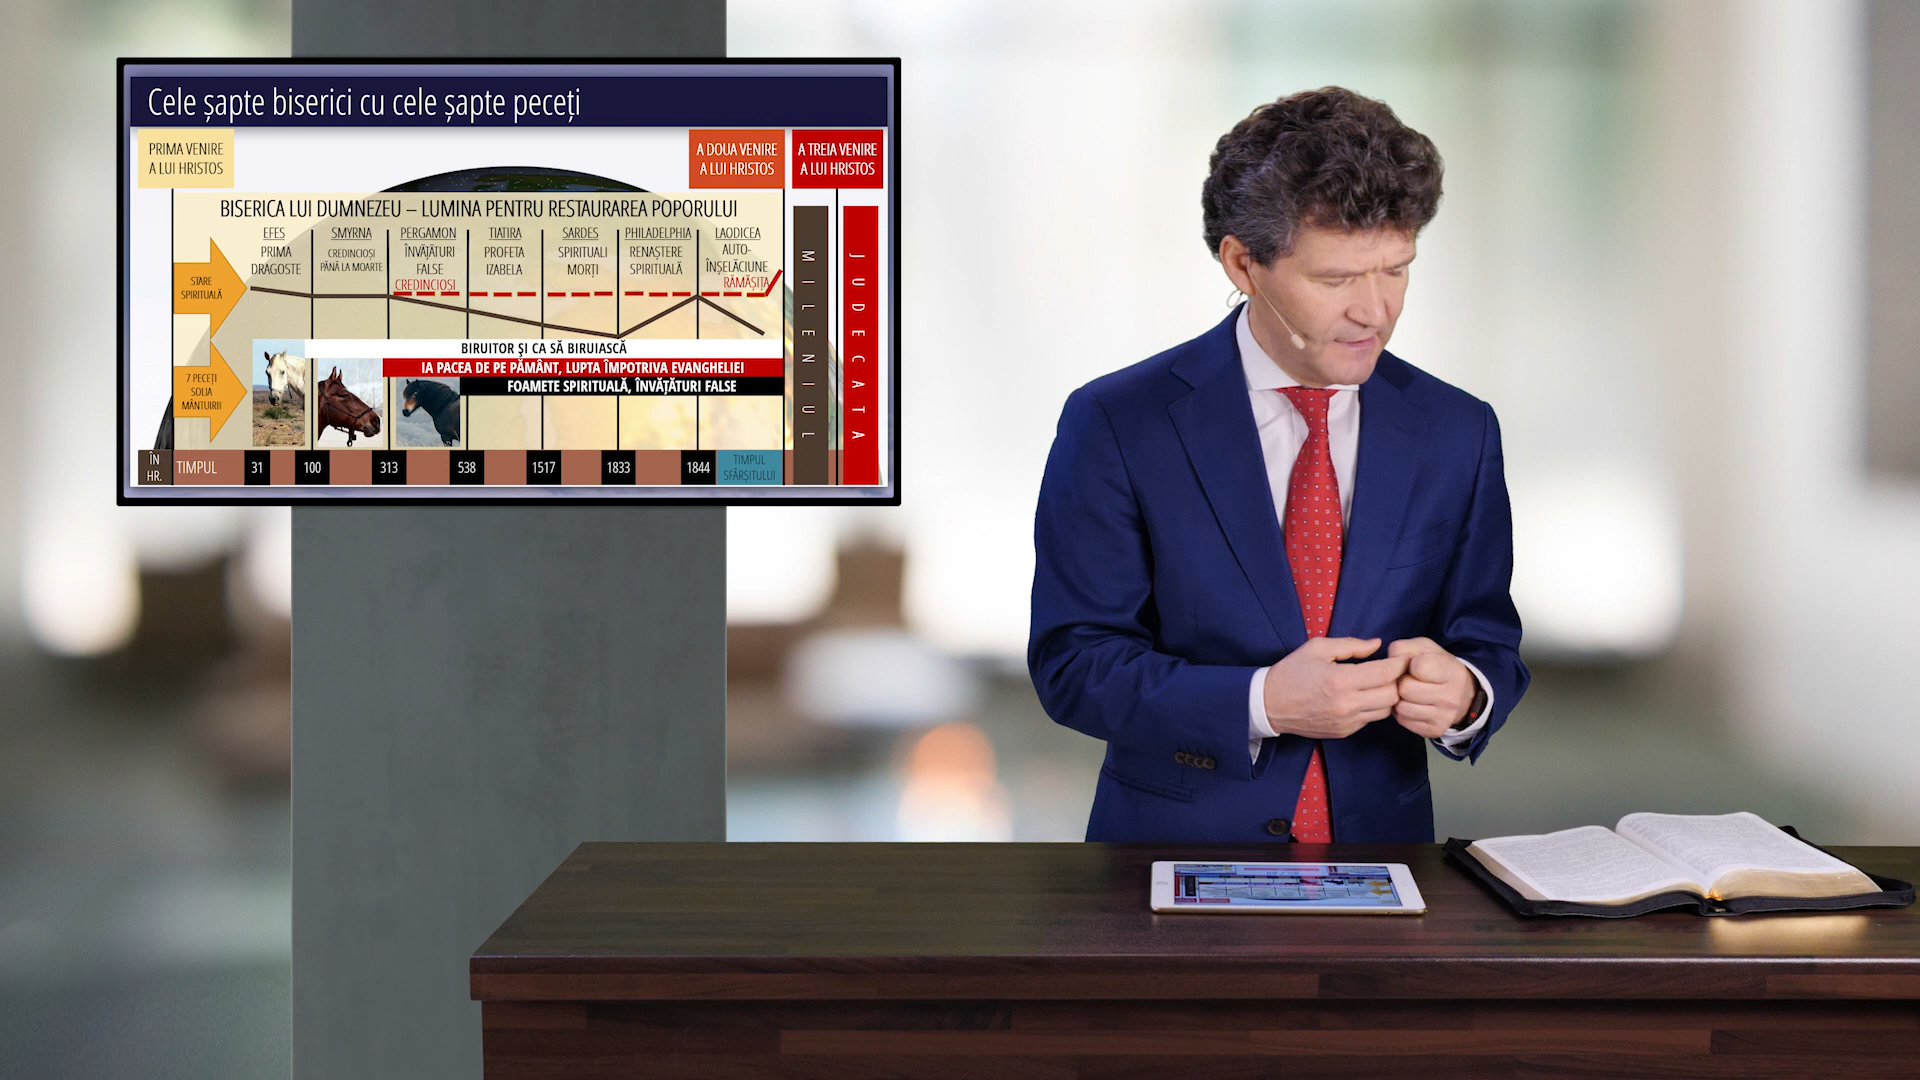 Cele șapte biserici cu cele șapte peceți
PRIMA VENIRE
A LUI HRISTOS
A DOUA VENIRE
A LUI HRISTOS
A TREIA VENIRE
A LUI HRISTOS
BISERICA LUI DUMNEZEU – LUMINA PENTRU RESTAURAREA POPORULUI
EFES
PRIMA
DRAGOSTE
SMYRNA
CREDINCIOȘI
PÂNĂ LA MOARTE
PERGAMON
ÎNVĂȚĂTURI
FALSE
CREDINCIOȘI
TIATIRA
PROFETA
IZABELA
SARDES
SPIRITUALI
MORȚI
PHILADELPHIA
RENAȘTERE
SPIRITUALĂ
LAODICEA
AUTO-
ÎNȘELĂCIUNE
RĂMĂȘIȚA
STARE
SPIRITUALĂ
7 PECEȚI
SOLIA
MÂNTUIRII
BIRUITOR ȘI CA SĂ BIRUIASCĂ
IA PACEA DE PE PĂMÂNT, LUPTA ÎMPOTRIVA EVANGHELIEI
FOAMETE SPIRITUALĂ, ÎNVĂȚĂTURI FALSE
MILENIUL
JUDECATA
ÎN
HR.
TIMPUL
31
100
313
538
1517
1833
1844
TIMPUL
SFÂRȘITULUI